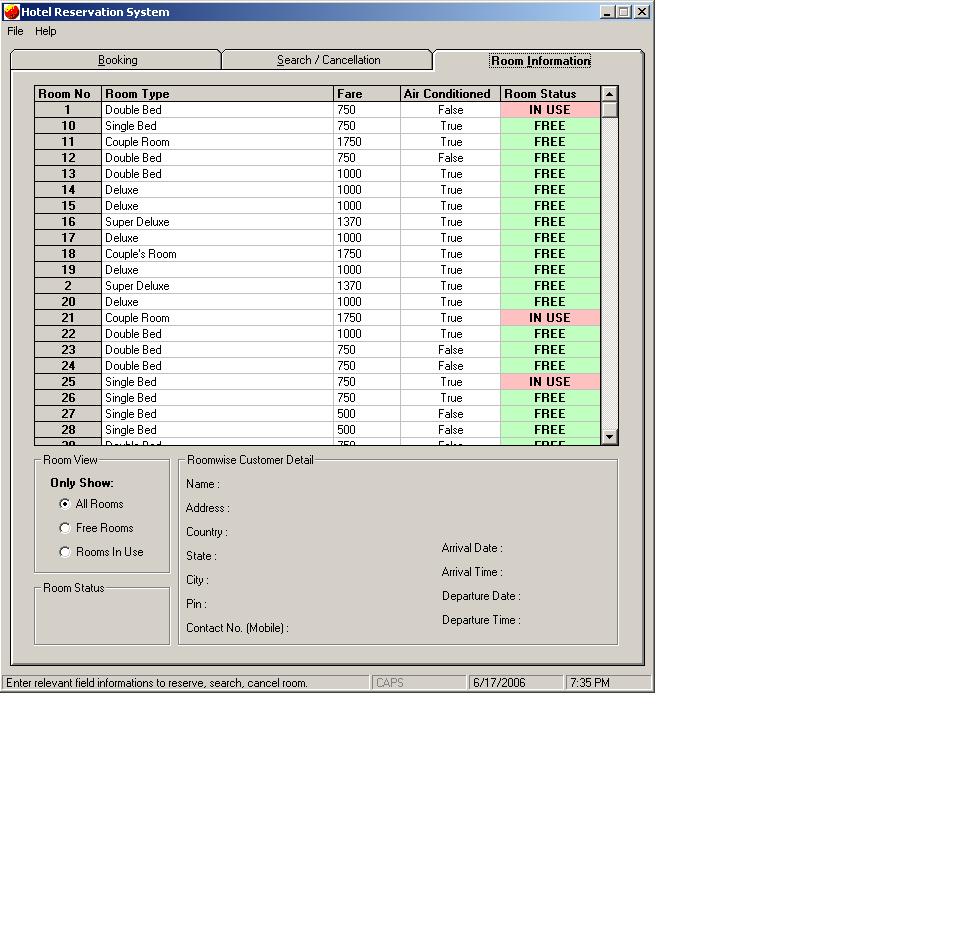 Hotel Reservation System
File Help
Booking Search / Cancellation Room Information
Room No Room Type Fare Air Conditioned Room Status
1 Double Bed 750 False IN USE
10 Single Bed 750 True FREE
11 Couple Room 1750 True FREE
12 Double Bed 750 False FREE
13 Double Bed 1000 True FREE
14 Deluxe 1000 True FREE
15 Deluxe 1000 True FREE
16 Super Deluxe 1370 True FREE
17 Deluxe 1000 True FREE
18 Couple's Room 1750 True FREE
19 Deluxe 1000 True FREE
2 Super Deluxe 1370 True FREE
20 Deluxe 1000 True FREE
21 Couple Room 1750 True IN USE
22 Double Bed 1000 True FREE
23 Double Bed 750 False FREE
24 Double Bed 750 False FREE
25 Single Bed 750 True IN USE
26 Single Bed 750 True FREE
27 Single Bed 500 False FREE
28 Single Bed 500 False FREE
29 Double Bed 750 False FREE
Room View
Only Show:
All Rooms
Free Rooms
Rooms In Use
Room Status
Roomwise Customer Detail
Name :
Address :
Country :
State :
City :
Pin :
Contact No. (Mobile) :
Arrival Date :
Arrival Time :
Departure Date :
Departure Time :
Enter relevant field informations to reserve, search, cancel room. CAPS 6/17/2006 7:35 PM